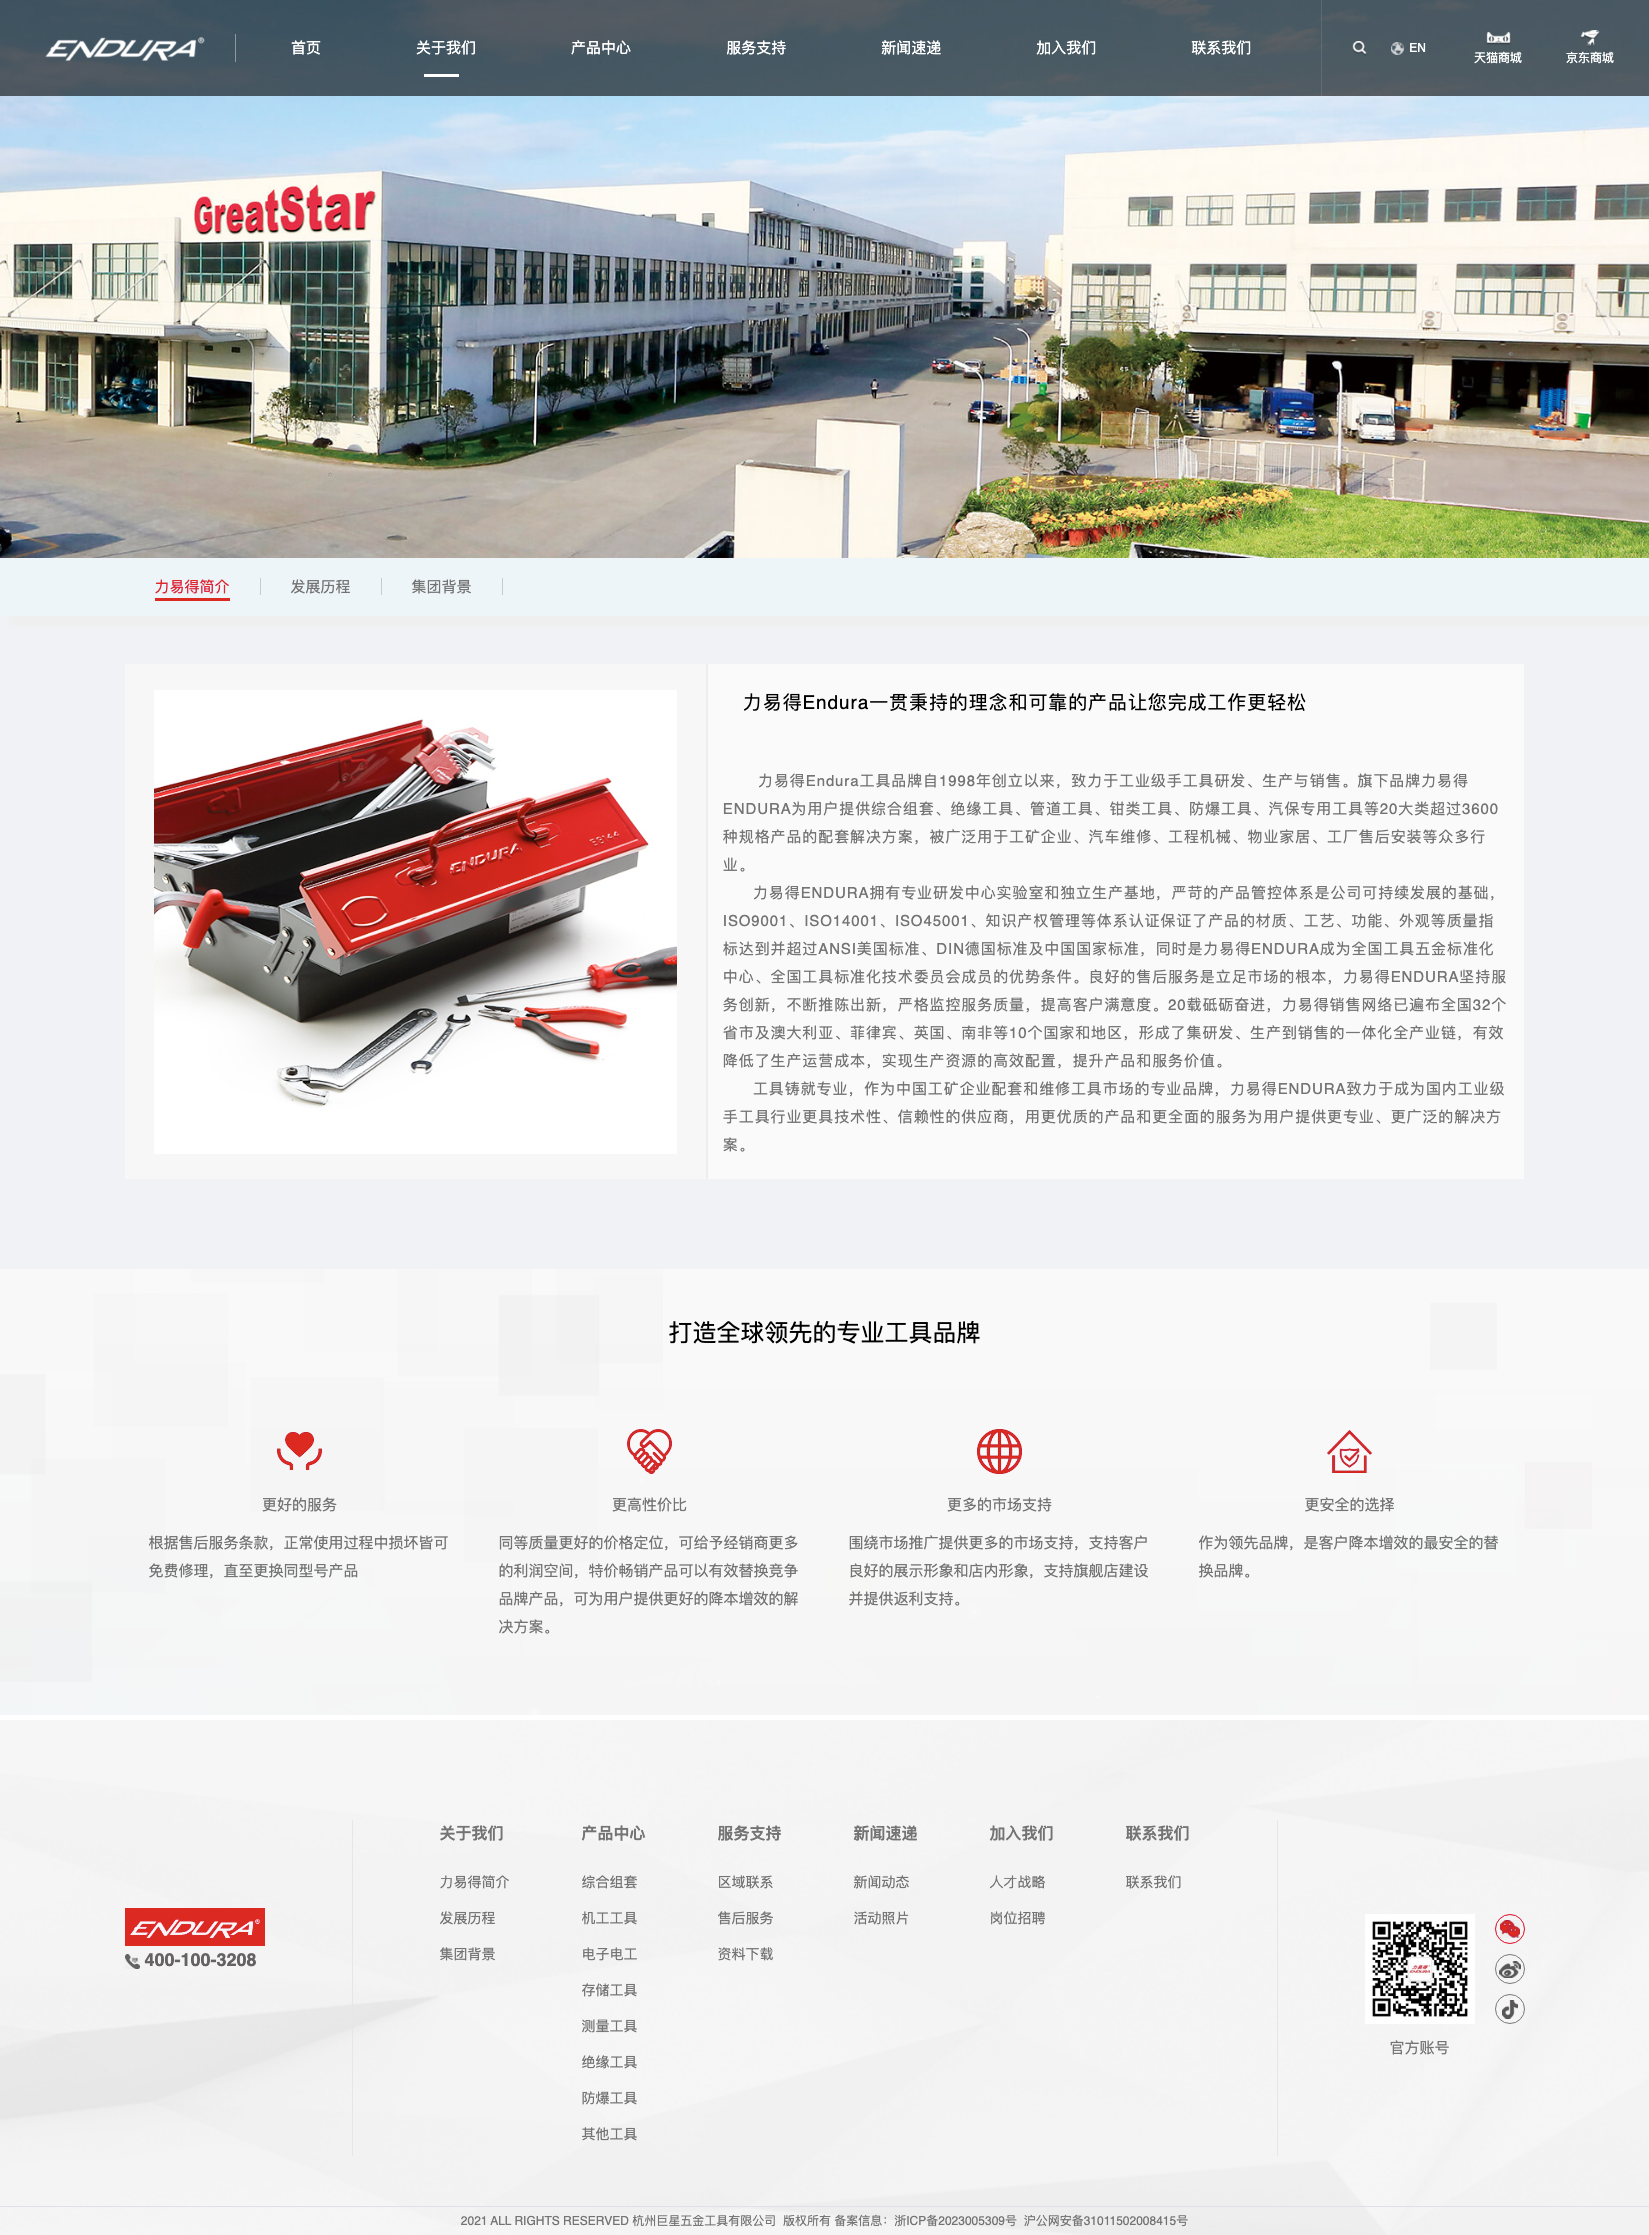 ENDURA®
首页
关于我们
产品中心
服务支持
新闻速递
加入我们
联系我们
EN
天猫商城
京东商城
GreatStar
力易得简介
发展历程
集团背景
ENDURA
力易得Endura一贯秉持的理念和可靠的产品让您完成工作更轻松
力易得Endura工具品牌自1998年创立以来，致力于工业级手工具研发、生产与销售。旗下品牌力易得
ENDURA为用户提供综合组套、绝缘工具、管道工具、钳类工具、防爆工具、汽保专用工具等20大类超过3600
种规格产品的配套解决方案，被广泛用于工矿企业、汽车维修、工程机械、物业家居、工厂售后安装等众多行
业。
力易得ENDURA拥有专业研发中心实验室和独立生产基地，严苛的产品管控体系是公司可持续发展的基础，
ISO9001、ISO14001、ISO45001、知识产权管理等体系认证保证了产品的材质、工艺、功能、外观等质量指
标达到并超过ANSI美国标准、DIN德国标准及中国国家标准，同时是力易得ENDURA成为全国工具五金标准化
中心、全国工具标准化技术委员会成员的优势条件。良好的售后服务是立足市场的根本，力易得ENDURA坚持服
务创新，不断推陈出新，严格监控服务质量，提高客户满意度。20载砥砺奋进，力易得销售网络已遍布全国32个
省市及澳大利亚、菲律宾、英国、南非等10个国家和地区，形成了集研发、生产到销售的一体化全产业链，有效
降低了生产运营成本，实现生产资源的高效配置，提升产品和服务价值。
工具铸就专业，作为中国工矿企业配套和维修工具市场的专业品牌，力易得ENDURA致力于成为国内工业级
手工具行业更具技术性、信赖性的供应商，用更优质的产品和更全面的服务为用户提供更专业、更广泛的解决方
案。
打造全球领先的专业工具品牌
更好的服务
根据售后服务条款，正常使用过程中损坏皆可
免费修理，直至更换同型号产品
更高性价比
同等质量更好的价格定位，可给予经销商更多
的利润空间，特价畅销产品可以有效替换竞争
品牌产品，可为用户提供更好的降本增效的解
决方案。
更多的市场支持
围绕市场推广提供更多的市场支持，支持客户
良好的展示形象和店内形象，支持旗舰店建设
并提供返利支持。
更安全的选择
作为领先品牌，是客户降本增效的最安全的替
换品牌。
ENDURA®
400-100-3208
关于我们
力易得简介
发展历程
集团背景
产品中心
综合组套
机工工具
电子电工
存储工具
测量工具
绝缘工具
防爆工具
其他工具
服务支持
区域联系
售后服务
资料下载
新闻速递
新闻动态
活动照片
加入我们
人才战略
岗位招聘
联系我们
联系我们
官方账号
2021 ALL RIGHTS RESERVED 杭州巨星五金工具有限公司 版权所有 备案信息：浙ICP备2023005309号 沪公网安备31011502008415号